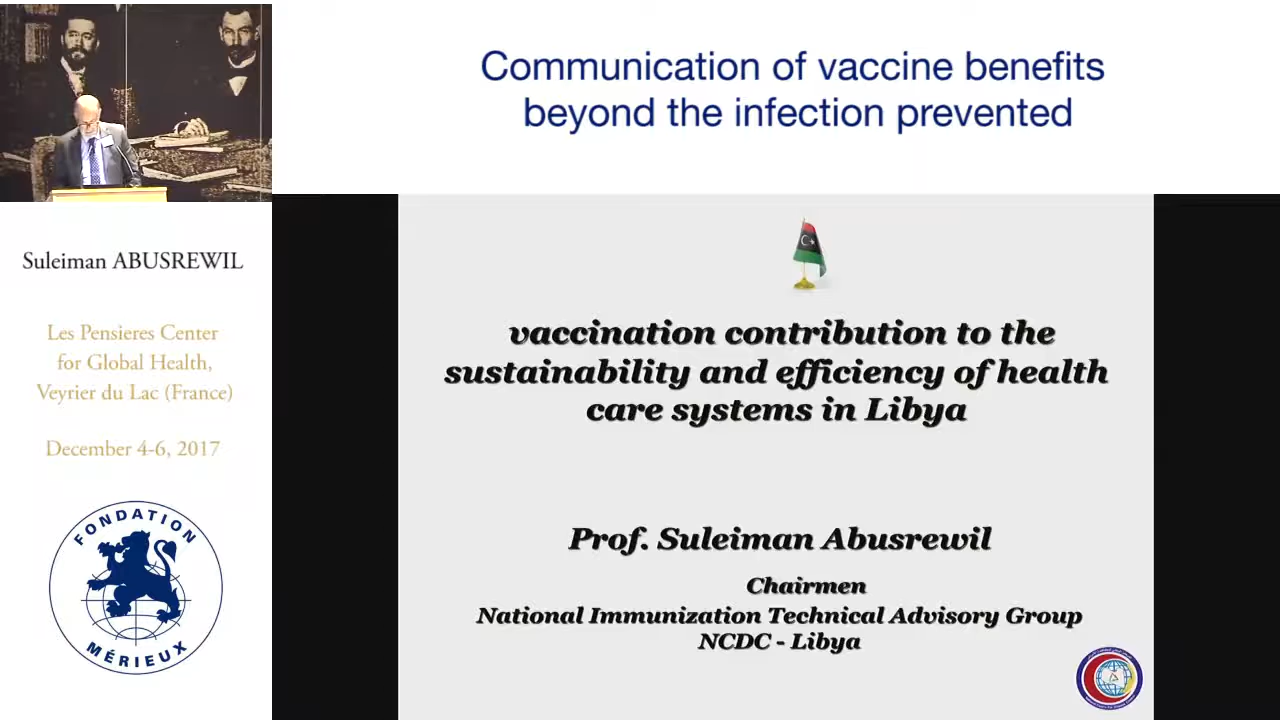 Communication of vaccine benefits
beyond the infection prevented
Suleiman ABUSREWIL
Les Pensieres Center
for Global Health,
Veyrier du Lac (France)
December 4-6, 2017
FONDATION
MÉRIEUX
vaccination contribution to the
sustainability and efficiency of health
care systems in Libya
Prof. Suleiman Abusrewil
Chairmen
National Immunization Technical Advisory Group
NCDC - Libya